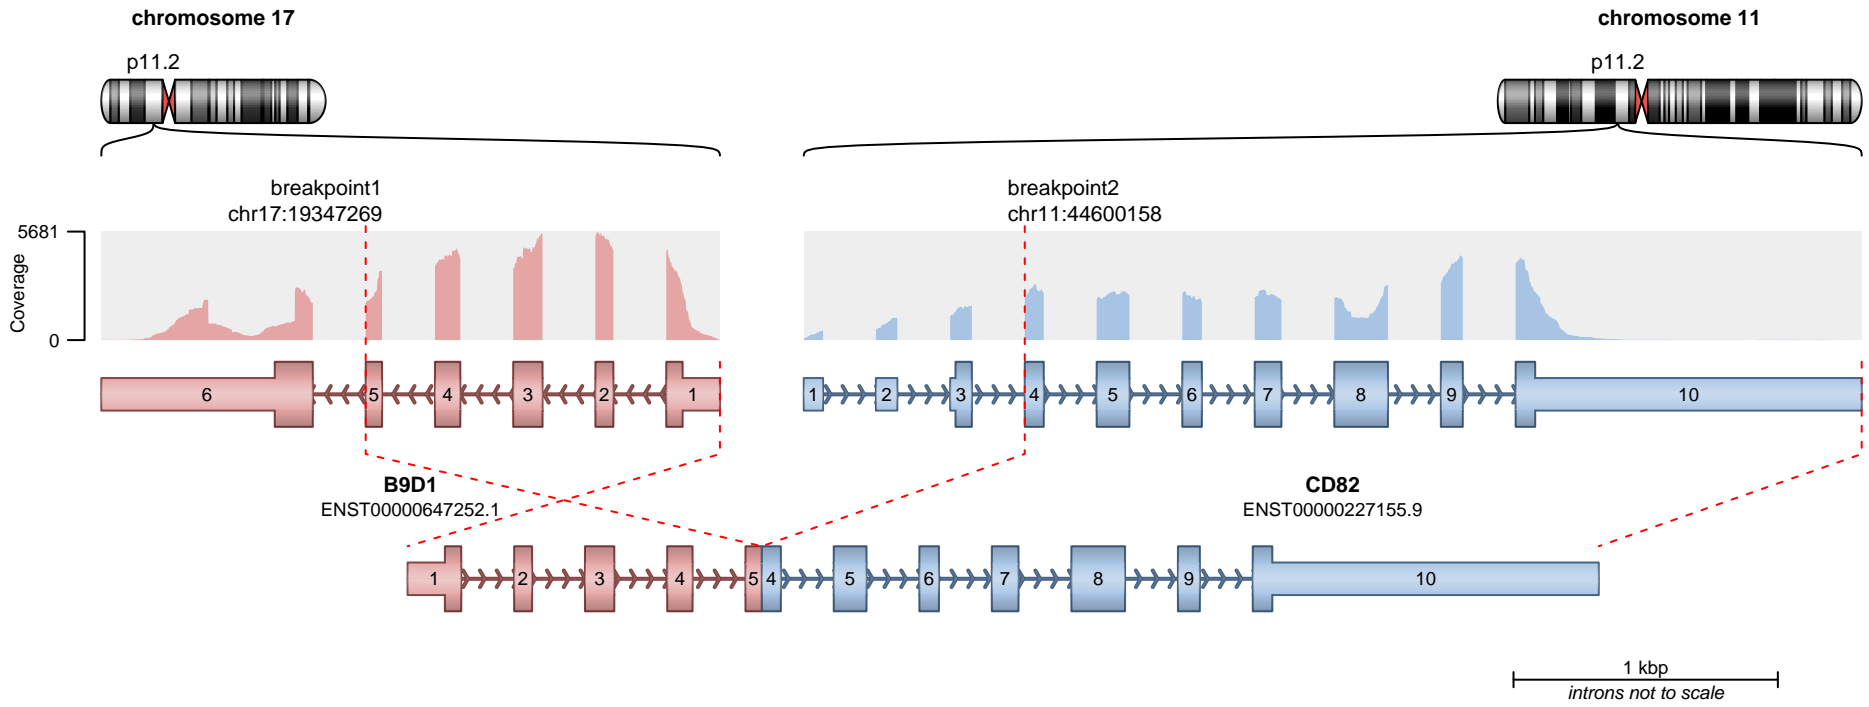 chromosome 17
chromosome 11
p11.2
p11.2
breakpoint1
chr17:19347269
breakpoint2
chr11:44600158
5681
Coverage
0
6 5 4 3 2 1
1 2 3 4 5 6 7 8 9 10
B9D1
ENST00000647252.1
CD82
ENST00000227155.9
1 2 3 4 5 4 5 6 7 8 9 10
1 kbp
introns not to scale